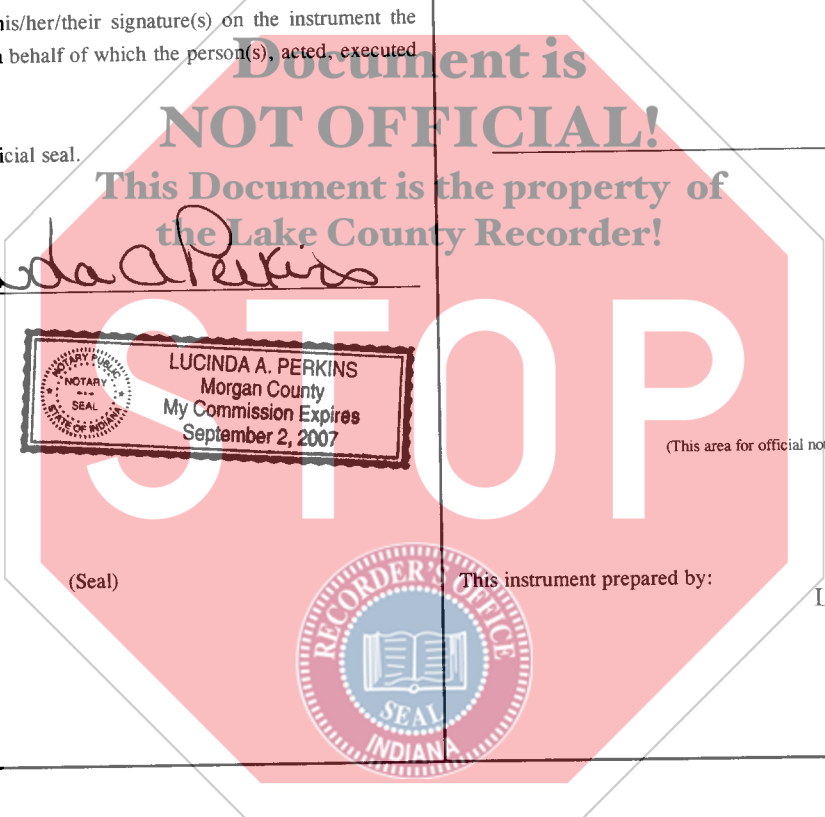 his/her/their signature(s) on the instrument the
behalf of which the person(s), acted, executed
Document is
NOT OFFICIAL!
icial seal.
This Document is the property of
the Lake County Recorder!
da A Perkins
STOP
NOTARY PUBLIC
NOTARY
SEAL
STATE OF INDIANA
LUCINDA A. PERKINS
Morgan County
My Commission Expires
September 2, 2007
(This area for official not
(Seal)
This instrument prepared by:
RECORDER'S OFFICE
SEAL
INDIANA